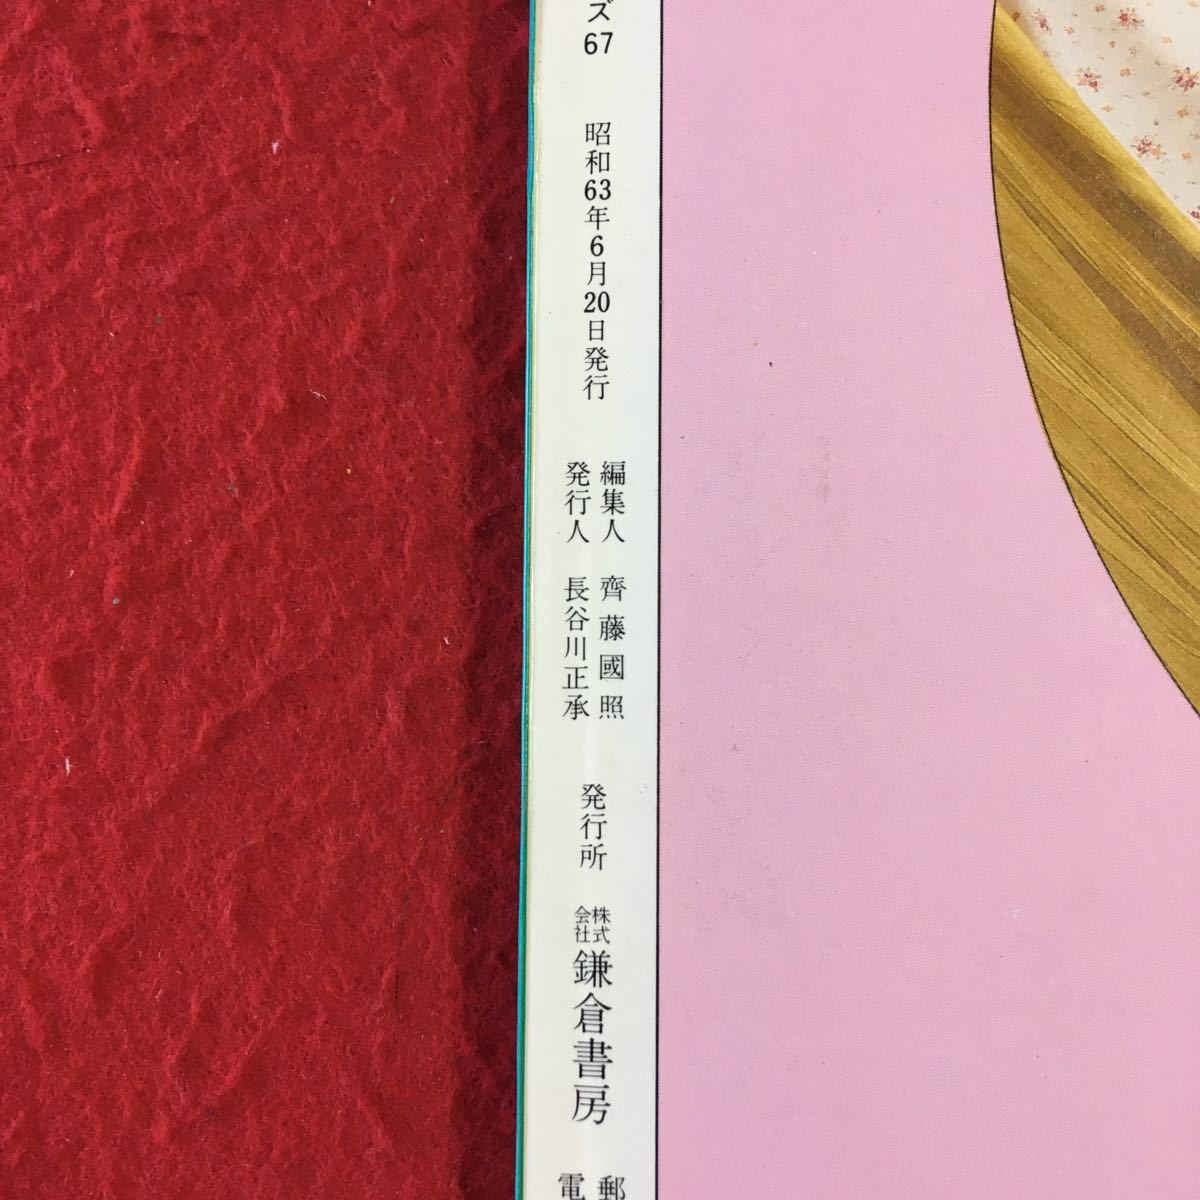 ズ67
昭和63年6月20日発行
編集人 齊藤國照
発行人 長谷川正承
発行所 株式会社 鎌倉書房
郵
電